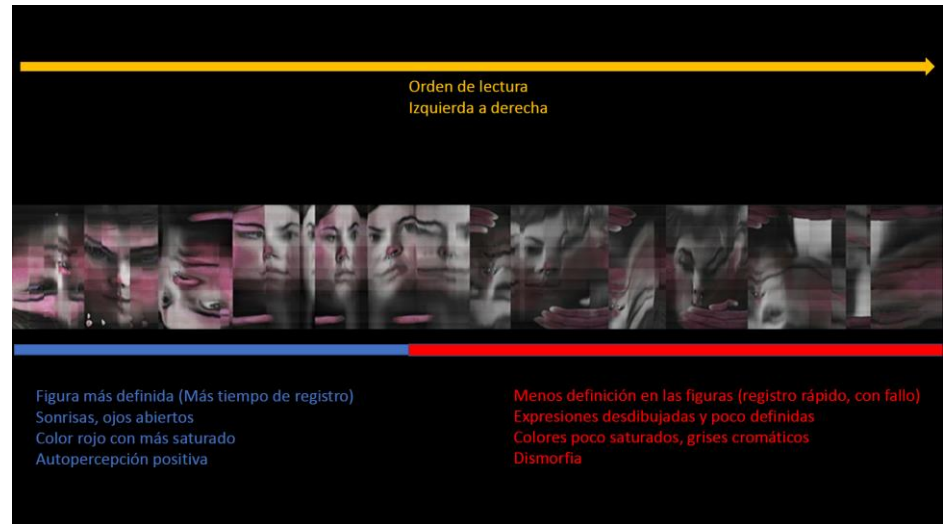 Orden de lectura
Izquierda a derecha
Figura más definida (Más tiempo de registro)
Sonrisas, ojos abiertos
Color rojo con más saturado
Autopercepción positiva
Menos definición en las figuras (registro rápido, con fallo)
Expresiones desdibujadas y poco definidas
Colores poco saturados, grises cromáticos
Dismorfia